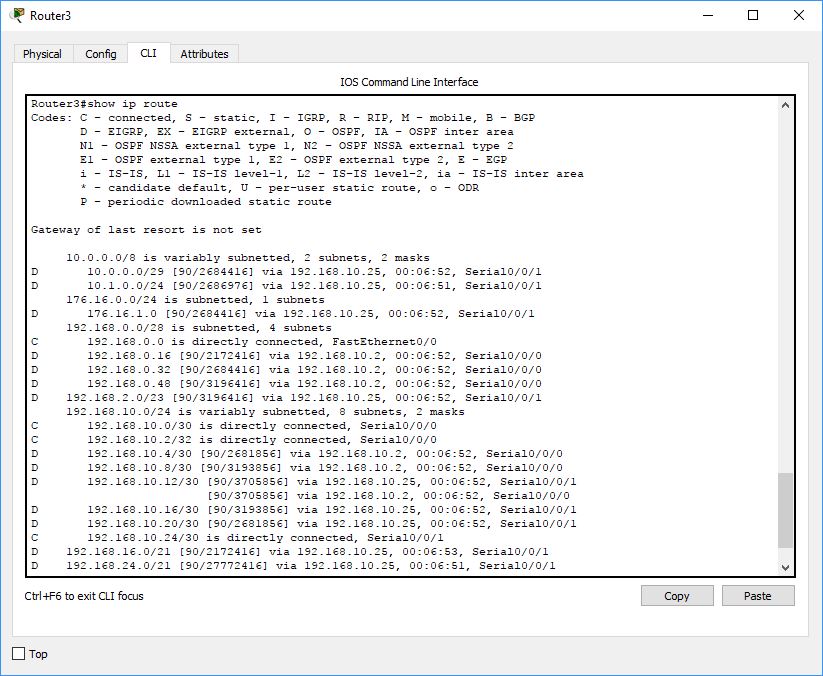 Router3
Physical Config CLI Attributes
IOS Command Line Interface
Router3#show ip route
Codes: C - connected, S - static, I - IGRP, R - RIP, M - mobile, B - BGP
D - EIGRP, EX - EIGRP external, O - OSPF, IA - OSPF inter area
N1 - OSPF NSSA external type 1, N2 - OSPF NSSA external type 2
E1 - OSPF external type 1, E2 - OSPF external type 2, E - EGP
i - IS-IS, L1 - IS-IS level-1, L2 - IS-IS level-2, ia - IS-IS inter area
* - candidate default, U - per-user static route, o - ODR
P - periodic downloaded static route
Gateway of last resort is not set
10.0.0.0/8 is variably subnetted, 2 subnets, 2 masks
D 10.0.0.0/29 [90/2684416] via 192.168.10.25, 00:06:52, Serial0/0/1
D 10.1.0.0/24 [90/2686976] via 192.168.10.25, 00:06:51, Serial0/0/1
176.16.0.0/24 is subnetted, 1 subnets
D 176.16.1.0 [90/2684416] via 192.168.10.25, 00:06:52, Serial0/0/1
192.168.0.0/28 is subnetted, 4 subnets
C 192.168.0.0 is directly connected, FastEthernet0/0
D 192.168.0.16 [90/2172416] via 192.168.10.2, 00:06:52, Serial0/0/0
D 192.168.0.32 [90/2684416] via 192.168.10.2, 00:06:52, Serial0/0/0
D 192.168.0.48 [90/3196416] via 192.168.10.2, 00:06:52, Serial0/0/0
D 192.168.2.0/23 [90/3196416] via 192.168.10.25, 00:06:52, Serial0/0/1
192.168.10.0/24 is variably subnetted, 8 subnets, 2 masks
C 192.168.10.0/30 is directly connected, Serial0/0/0
C 192.168.10.2/32 is directly connected, Serial0/0/0
D 192.168.10.4/30 [90/2681856] via 192.168.10.2, 00:06:52, Serial0/0/0
D 192.168.10.8/30 [90/3193856] via 192.168.10.2, 00:06:52, Serial0/0/0
D 192.168.10.12/30 [90/3705856] via 192.168.10.25, 00:06:52, Serial0/0/1
[90/3705856] via 192.168.10.2, 00:06:52, Serial0/0/0
D 192.168.10.16/30 [90/3193856] via 192.168.10.25, 00:06:52, Serial0/0/1
D 192.168.10.20/30 [90/2681856] via 192.168.10.25, 00:06:52, Serial0/0/1
C 192.168.10.24/30 is directly connected, Serial0/0/1
D 192.168.16.0/21 [90/2172416] via 192.168.10.25, 00:06:53, Serial0/0/1
D 192.168.24.0/21 [90/27772416] via 192.168.10.25, 00:06:51, Serial0/0/1
Ctrl+F6 to exit CLI focus
Copy Paste
Top